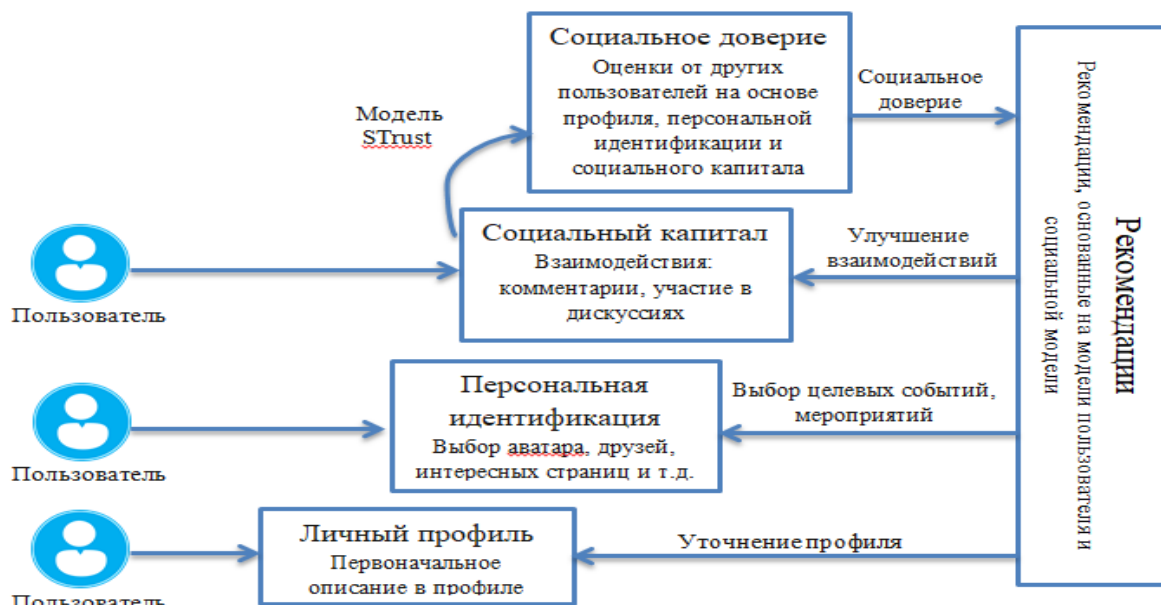 Социальное доверие
Оценки от других
пользователей на основе
профиля, персональной
идентификации и
социального капитала
Социальное
доверие
Модель
STrust
Социальный капитал
Взаимодействия:
комментарии, участие в
дискуссиях
Улучшение
взаимодействий
Пользователь
Персональная
идентификация
Выбор аватара, друзей,
интересных страниц и т.д.
Выбор целевых событий,
мероприятий
Пользователь
Личный профиль
Первоначальное
описание в профиле
Уточнение профиля
Пользователь
Рекомендации
Рекомендации, основанные на модели пользователя и
социальной модели